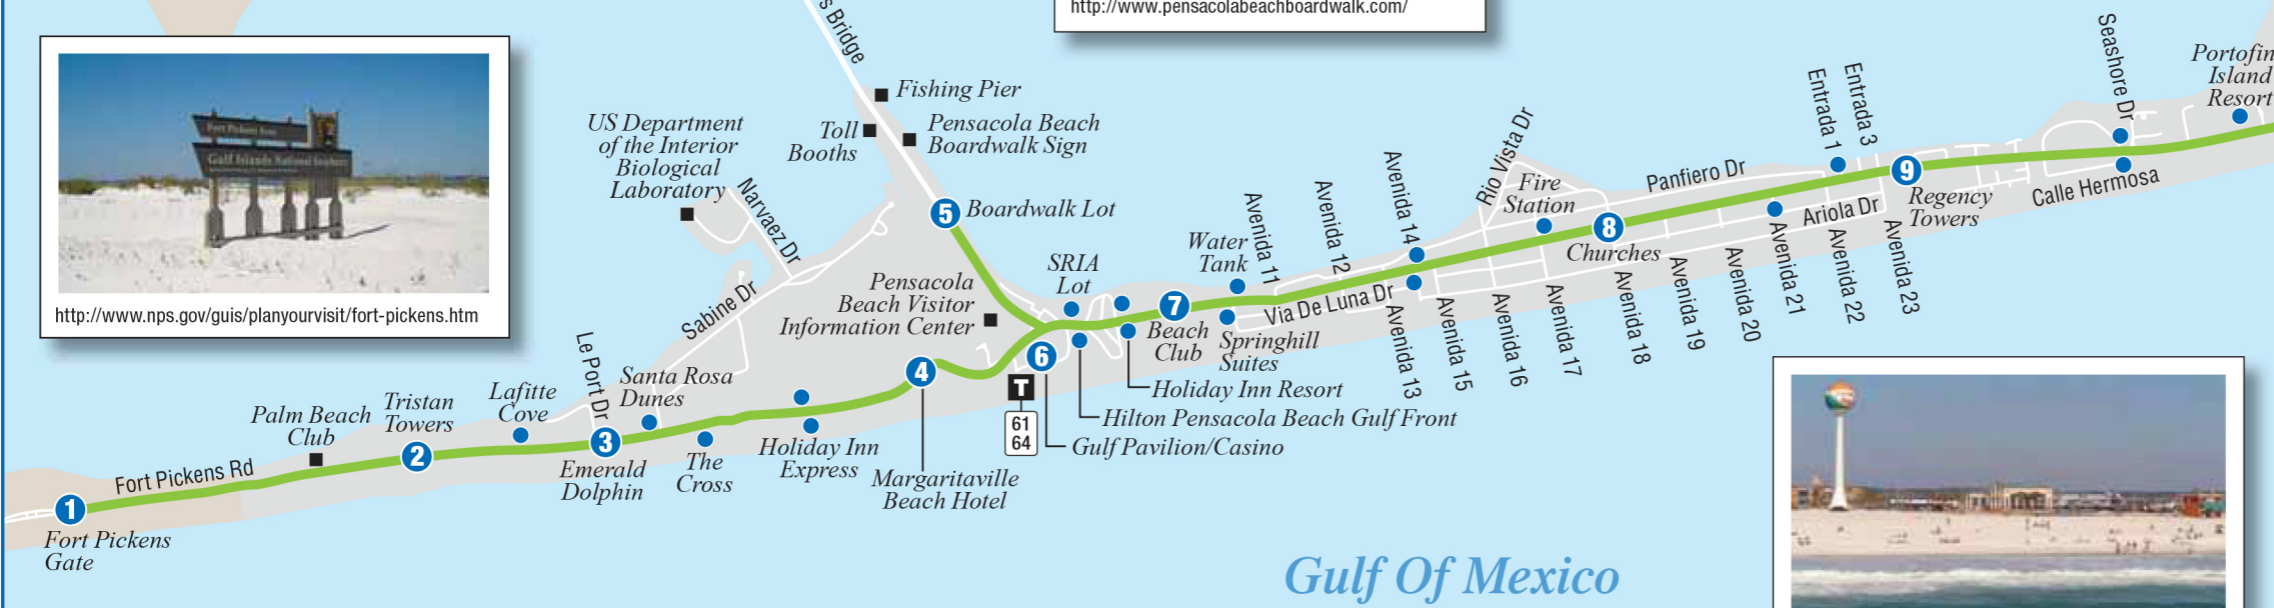 http://www.pensacolabeachboardwalk.com/
s Bridge
Fishing Pier
Toll
Booths
Pensacola Beach
Boardwalk Sign
US Department
of the Interior
Biological
Laboratory
Narvaez Dr
5
Boardwalk Lot
Fort Pickens Area
Gulf Islands National Seashore
http://www.nps.gov/guis/planyourvisit/fort-pickens.htm
Sabine Dr
Pensacola
Beach Visitor
Information Center
SRIA
Lot
Water
Tank
Avenida 11
Avenida 12
Avenida 14
Rio Vista Dr
Fire
Station
Panfiero Dr
Entrada 1
Entrada 3
Seashore Dr
Portofin
Island
Resort
9
Regency
Towers
Calle Hermosa
8
Churches
Ariola Dr
Via De Luna Dr
7
Beach
Club
Springhill
Suites
Avenida 13
Avenida 15
Avenida 16
Avenida 17
Avenida 18
Avenida 19
Avenida 20
Avenida 21
Avenida 22
Avenida 23
6
T
61
64
Holiday Inn Resort
Hilton Pensacola Beach Gulf Front
Gulf Pavilion/Casino
4
Margaritaville
Beach Hotel
Holiday Inn
Express
The
Cross
Santa Rosa
Dunes
Le Port Dr
3
Emerald
Dolphin
Lafitte
Cove
Tristan
Towers
2
Palm Beach
Club
Fort Pickens Rd
1
Fort Pickens
Gate
Gulf Of Mexico